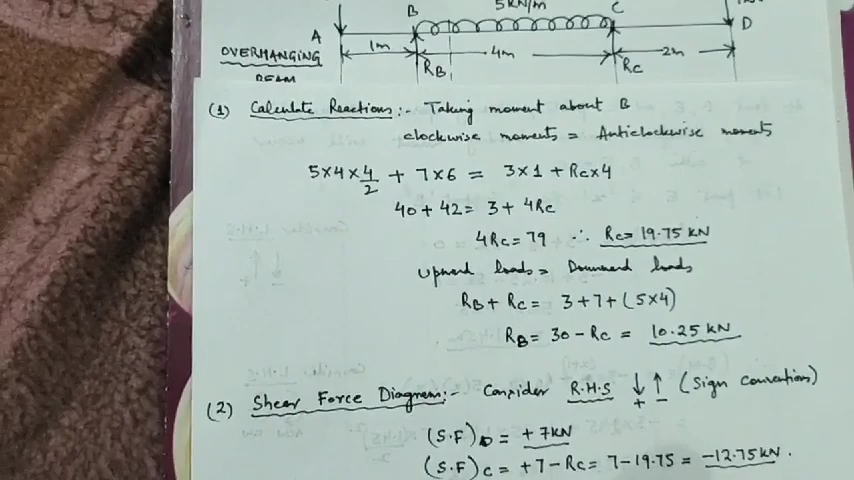 5 KN/m
A B C D
1m 4m 2m
OVERHANGING RB RC
BEAM
(1) Calculate Reactions:- Taking moment about B
clockwise moments = Anticlockwise moments
5×4×4/2 + 7×6 = 3×1 + Rc×4
40+42 = 3+ 4Rc
4Rc = 79 ∴ Rc = 19.75 KN
Upward loads = Downward loads
RB + Rc = 3+7+(5×4)
RB = 30 - Rc = 10.25 KN
(2) Shear Force Diagram:- Consider R.H.S ↓+ ↑- (Sign convention)
(S.F)D = +7KN
(S.F)C = +7-Rc = 7-19.75 = -12.75KN.